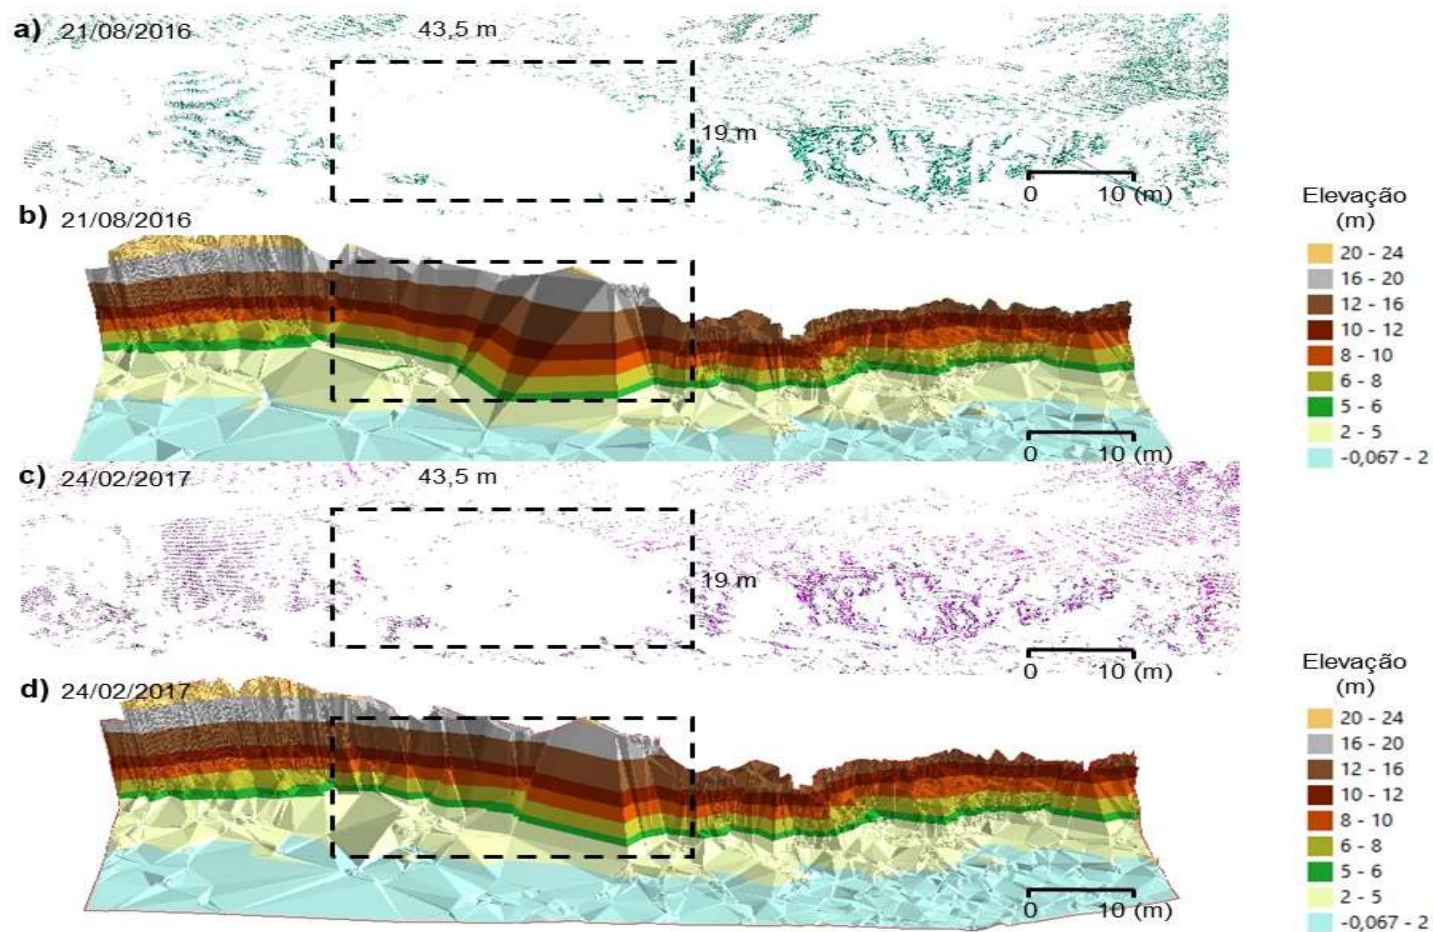 a) 21/08/2016
43,5 m
19 m
0 10 (m)
b) 21/08/2016
Elevação
(m)
20 - 24
16 - 20
12 - 16
10 - 12
8 - 10
6 - 8
5 - 6
2 - 5
-0,067 - 2
0 10 (m)
c) 24/02/2017
43,5 m
19 m
0 10 (m)
d) 24/02/2017
Elevação
(m)
20 - 24
16 - 20
12 - 16
10 - 12
8 - 10
6 - 8
5 - 6
2 - 5
-0,067 - 2
0 10 (m)